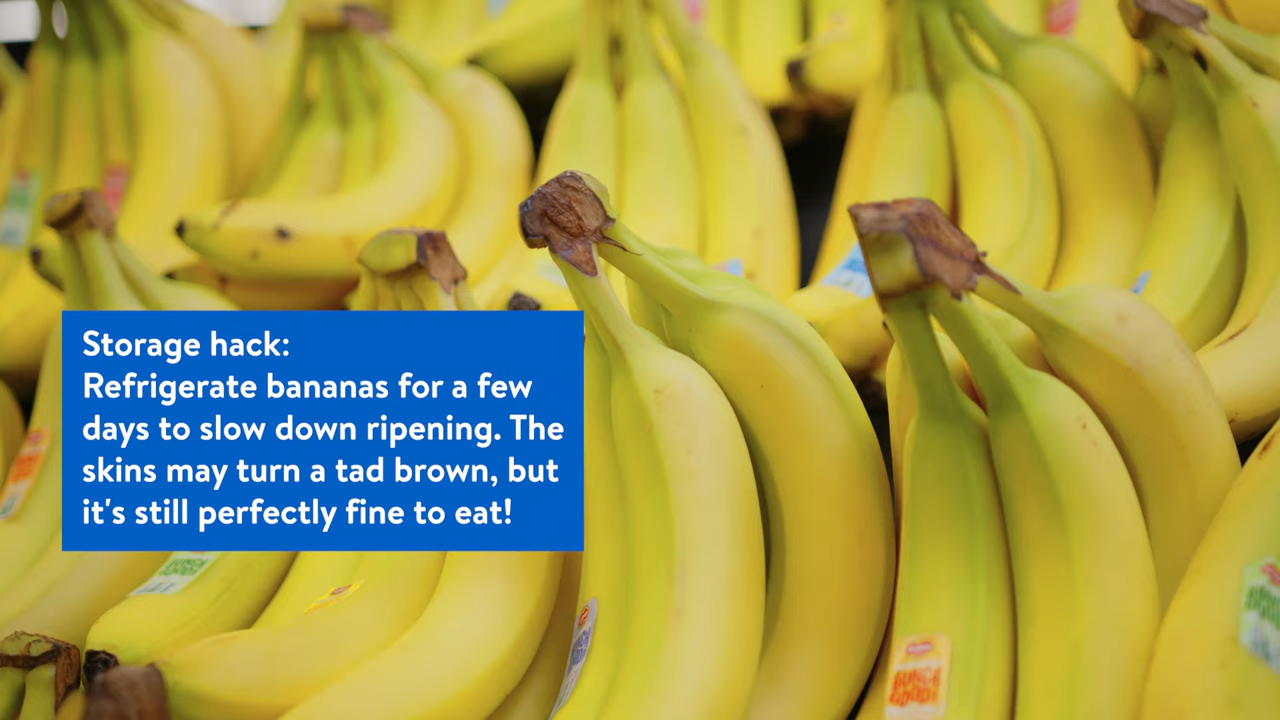 Storage hack:
Refrigerate bananas for a few
days to slow down ripening. The
skins may turn a tad brown, but
it's still perfectly fine to eat!